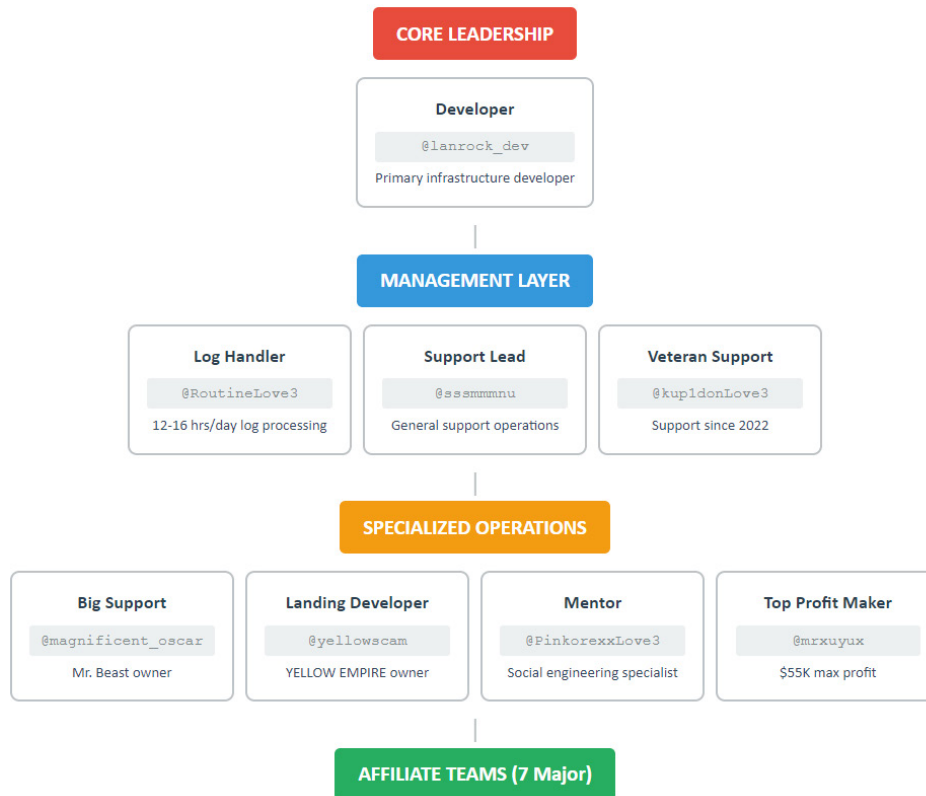 CORE LEADERSHIP
Developer
@lanrock_dev
Primary infrastructure developer
MANAGEMENT LAYER
Log Handler
@RoutineLove3
12-16 hrs/day log processing
Support Lead
@sssmmmnu
General support operations
Veteran Support
@kup1donLove3
Support since 2022
SPECIALIZED OPERATIONS
Big Support
@magnificent_oscar
Mr. Beast owner
Landing Developer
@yellowscam
YELLOW EMPIRE owner
Mentor
@PinkorexxLove3
Social engineering specialist
Top Profit Maker
@mrxuyux
$55K max profit
AFFILIATE TEAMS (7 Major)